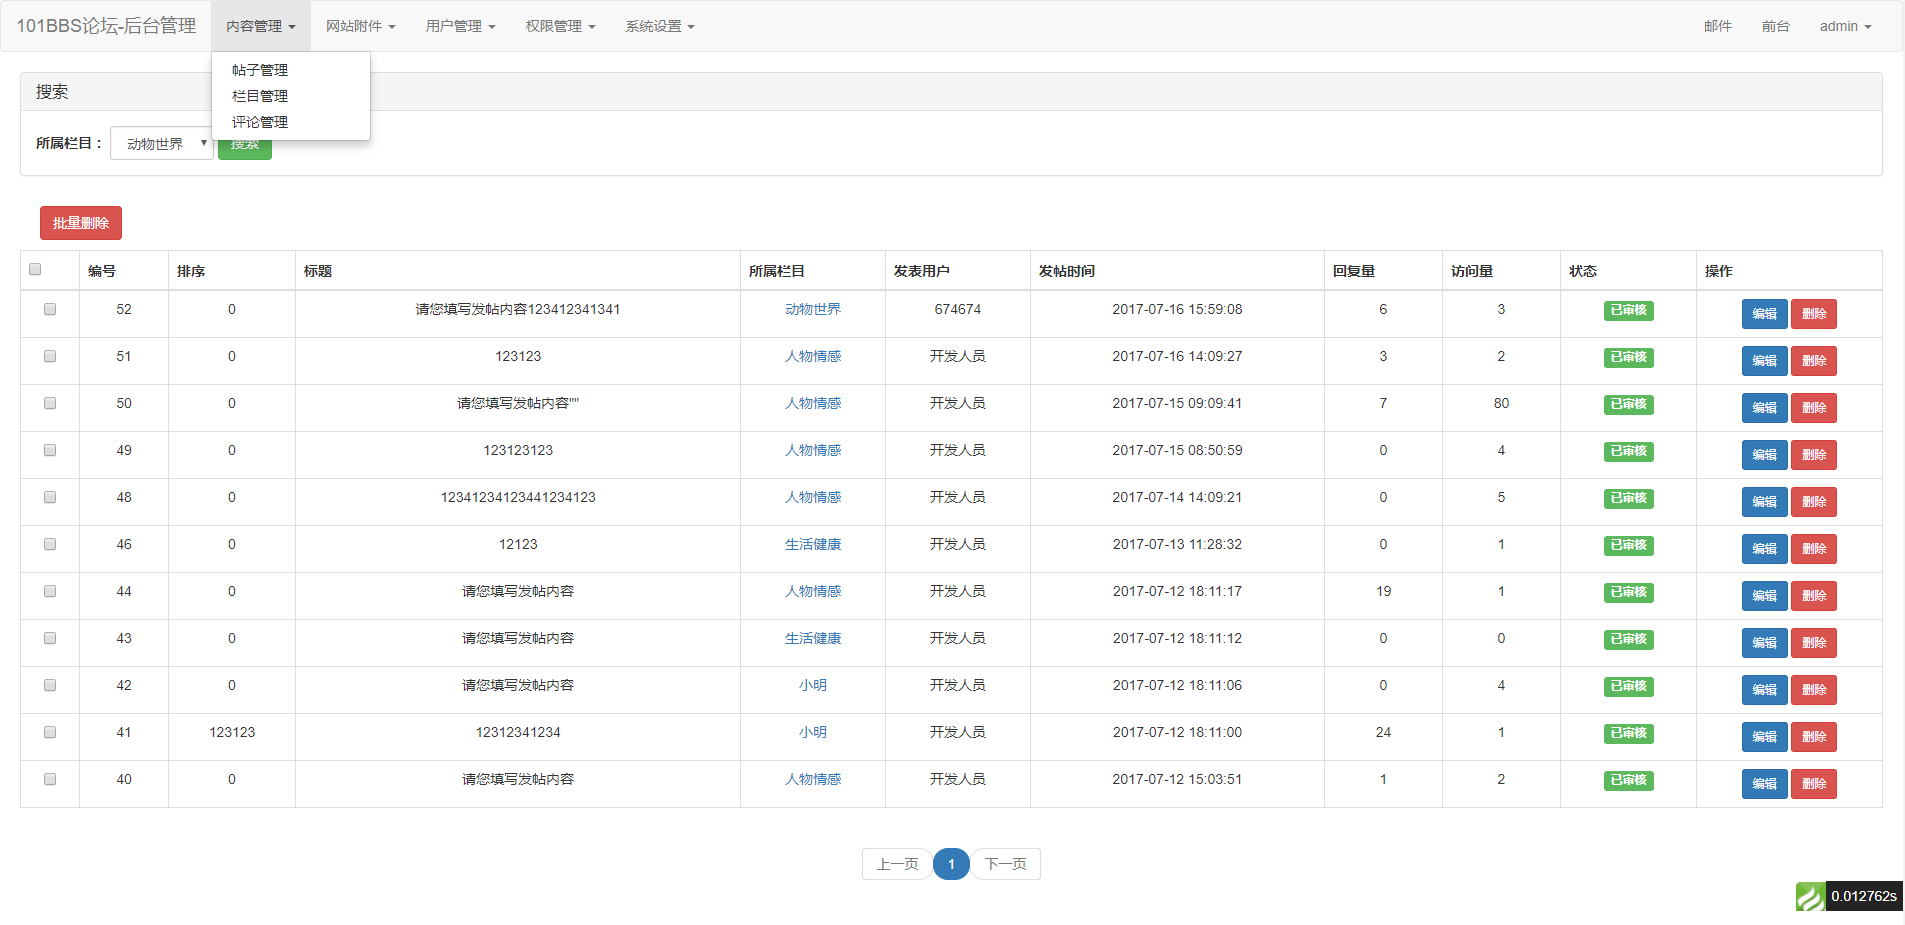 101BBS论坛-后台管理 内容管理 网站附件 用户管理 权限管理 系统设置 邮件 前台 admin
帖子管理
栏目管理
评论管理
搜索
所属栏目： 动物世界 搜索
批量删除
编号 排序 标题 所属栏目 发表用户 发帖时间 回复量 访问量 状态 操作
52 0 请您填写发帖内容123412341341 动物世界 674674 2017-07-16 15:59:08 6 3 已审核 编辑 删除
51 0 123123 人物情感 开发人员 2017-07-16 14:09:27 3 2 已审核 编辑 删除
50 0 请您填写发帖内容"" 人物情感 开发人员 2017-07-15 09:09:41 7 80 已审核 编辑 删除
49 0 123123123 人物情感 开发人员 2017-07-15 08:50:59 0 4 已审核 编辑 删除
48 0 12341234123441234123 人物情感 开发人员 2017-07-14 14:09:21 0 5 已审核 编辑 删除
46 0 12123 生活健康 开发人员 2017-07-13 11:28:32 0 1 已审核 编辑 删除
44 0 请您填写发帖内容 人物情感 开发人员 2017-07-12 18:11:17 19 1 已审核 编辑 删除
43 0 请您填写发帖内容 生活健康 开发人员 2017-07-12 18:11:12 0 0 已审核 编辑 删除
42 0 请您填写发帖内容 小明 开发人员 2017-07-12 18:11:06 0 4 已审核 编辑 删除
41 123123 12312341234 小明 开发人员 2017-07-12 18:11:00 24 1 已审核 编辑 删除
40 0 请您填写发帖内容 人物情感 开发人员 2017-07-12 15:03:51 1 2 已审核 编辑 删除
上一页 1 下一页
0.012762s